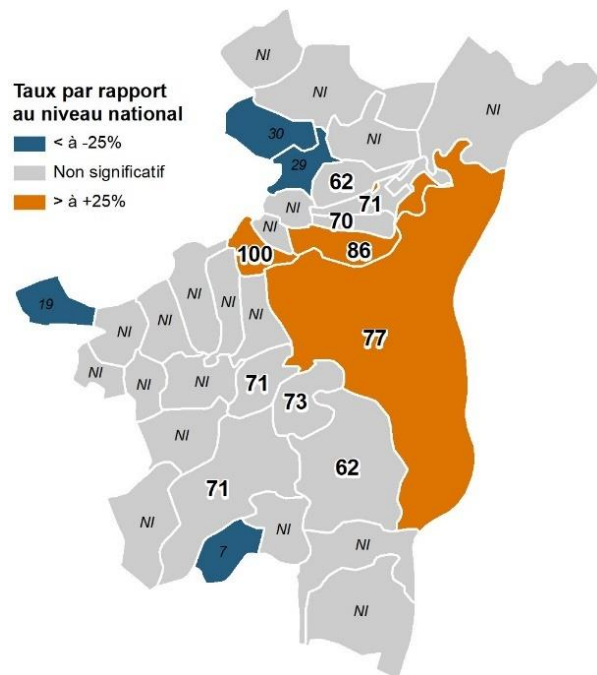 Taux par rapport
au niveau national
< à -25%
Non significatif
> à +25%
NI
NI
NI
NI
30
29
62
71
NI
70
NI
100
86
19
NI
NI
NI
NI
NI
77
NI
NI
NI
71
73
NI
71
62
NI
NI
7
NI
NI